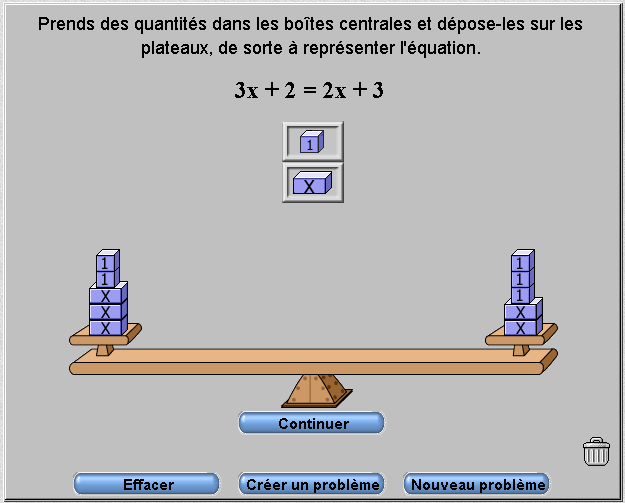 Prends des quantités dans les boîtes centrales et dépose-les sur les
plateaux, de sorte à représenter l'équation.
3x + 2 = 2x + 3
1
X
1
1
X
X
X
1
1
1
X
X
Continuer
Effacer
Créer un problème
Nouveau problème